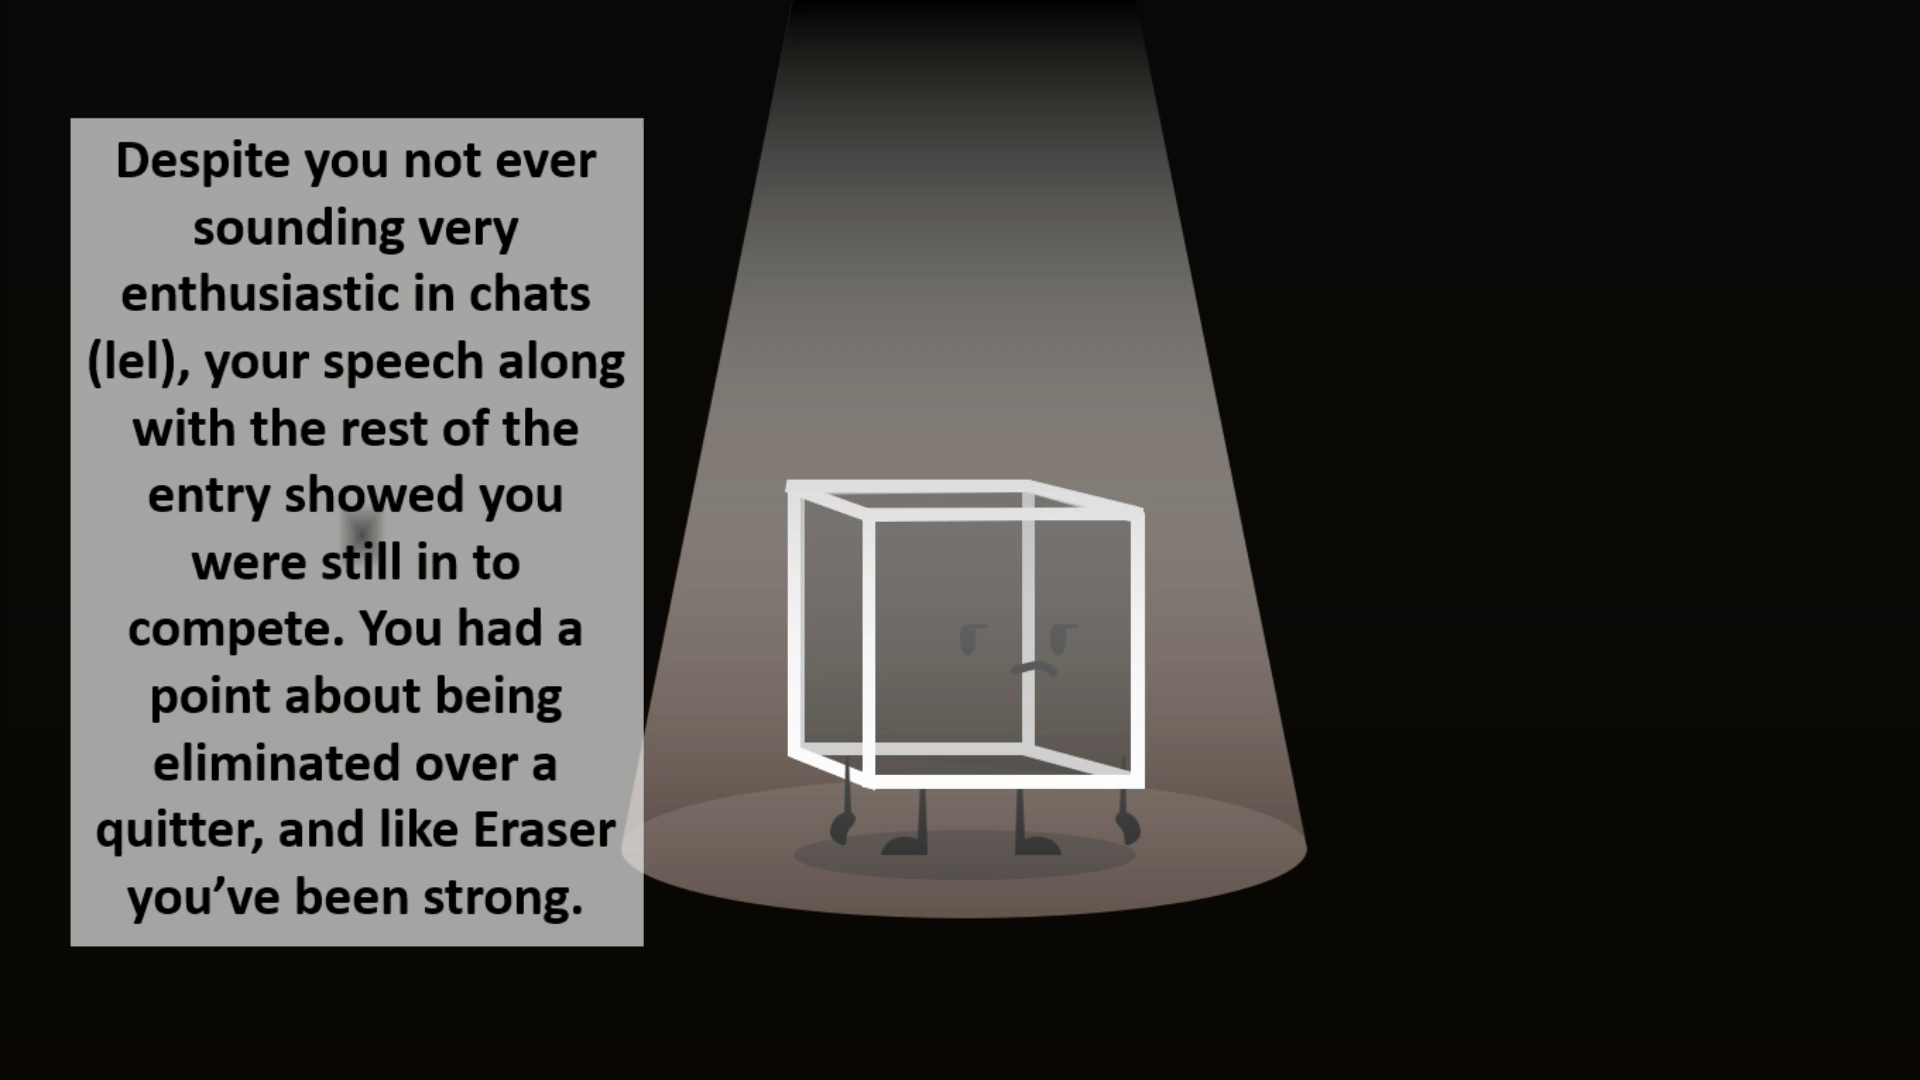 Despite you not ever
sounding very
enthusiastic in chats
(lel), your speech along
with the rest of the
entry showed you
were still in to
compete. You had a
point about being
eliminated over a
quitter, and like Eraser
you’ve been strong.